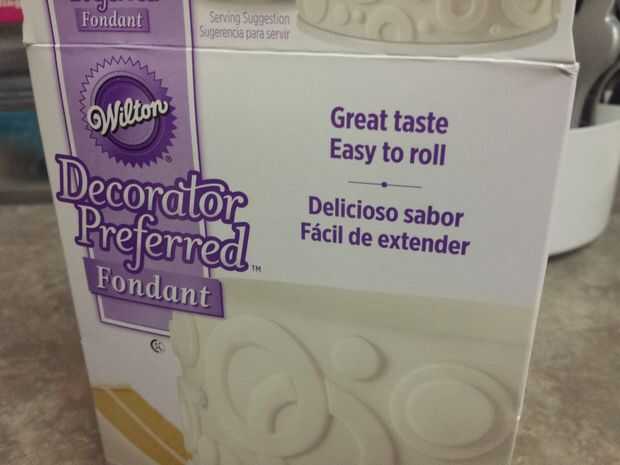 Fondant
Serving Suggestion
Sugerencia para servir
Wilton®
Decorator
Preferred™
Fondant
Great taste
Easy to roll
Delicioso sabor
Fácil de extender